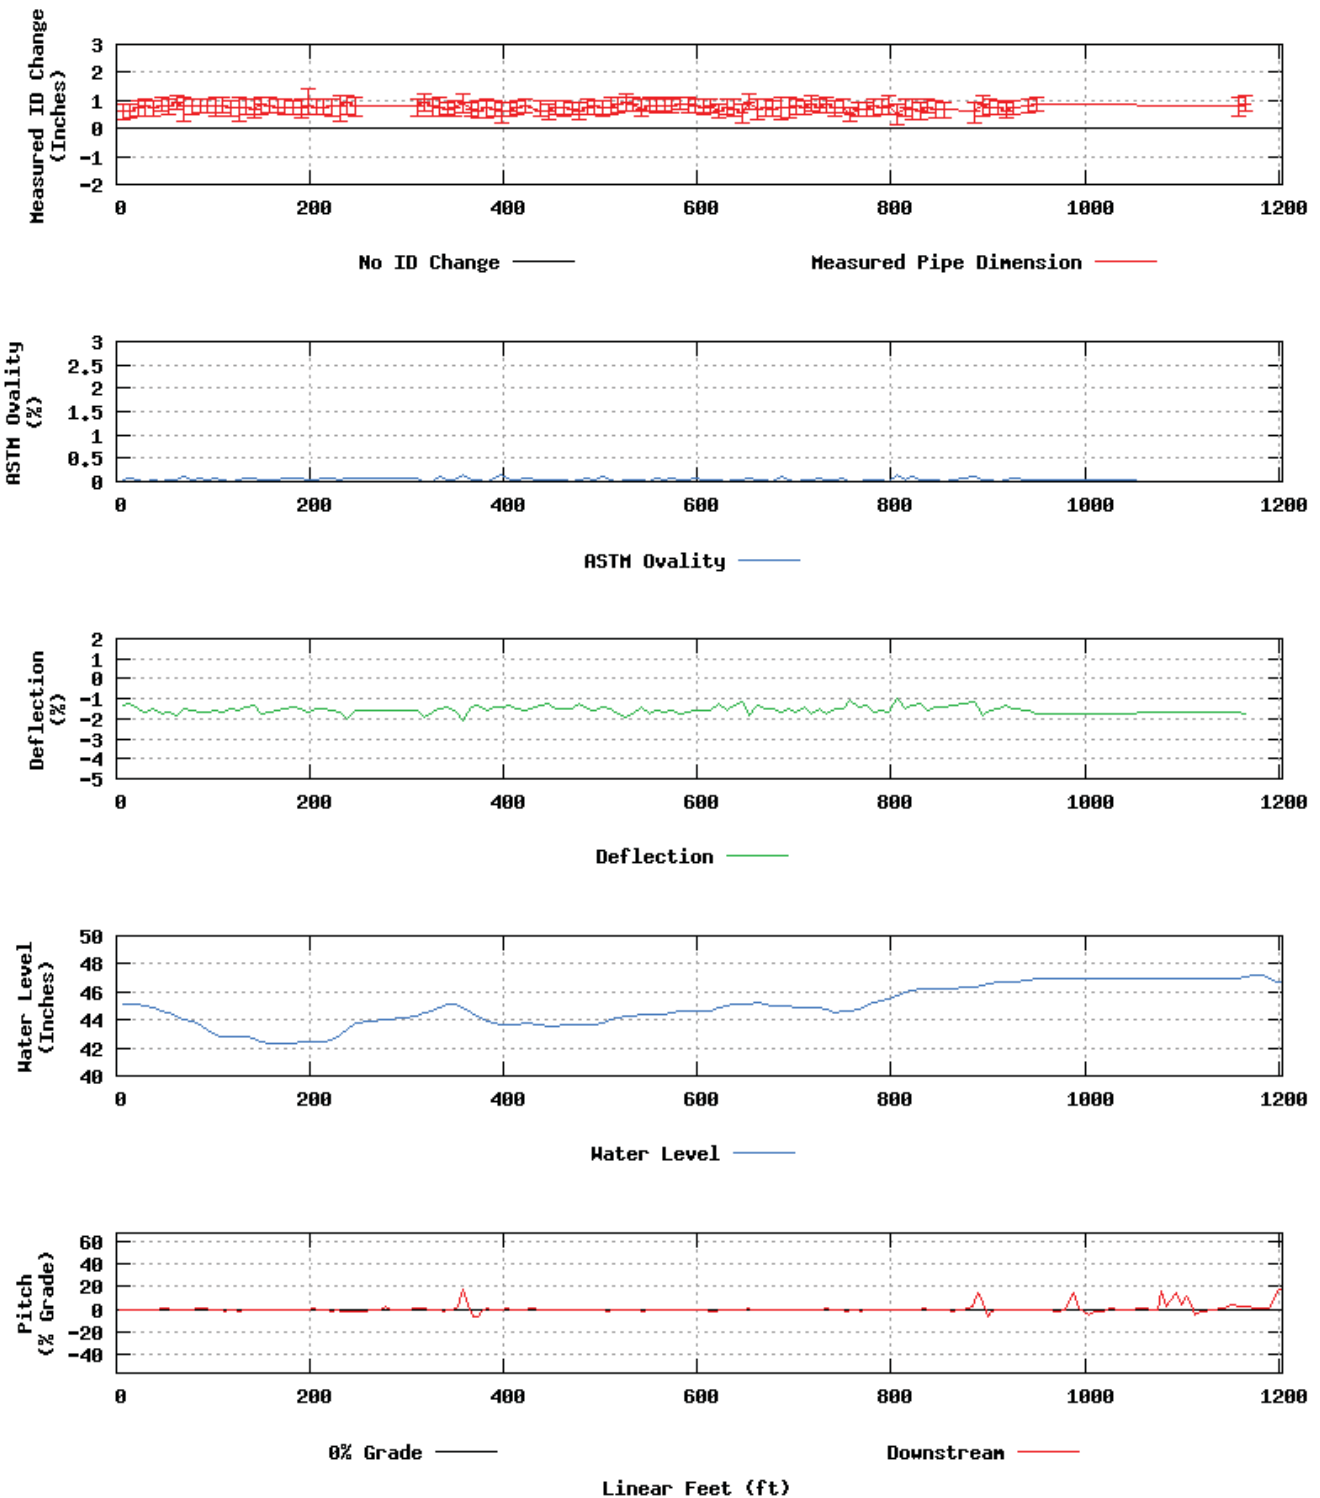 Measured ID Change
(Inches)
3
2
1
0
-1
-2
0 200 400 600 800 1000 1200
No ID Change
Measured Pipe Dimension
ASTM Ovality
(%)
3
2.5
2
1.5
1
0.5
0
0 200 400 600 800 1000 1200
ASTM Ovality
Deflection
(%)
2
1
0
-1
-2
-3
-4
-5
0 200 400 600 800 1000 1200
Deflection
Water Level
(Inches)
50
48
46
44
42
40
0 200 400 600 800 1000 1200
Water Level
Pitch
(% Grade)
60
40
20
0
-20
-40
0 200 400 600 800 1000 1200
0% Grade
Downstream
Linear Feet (ft)